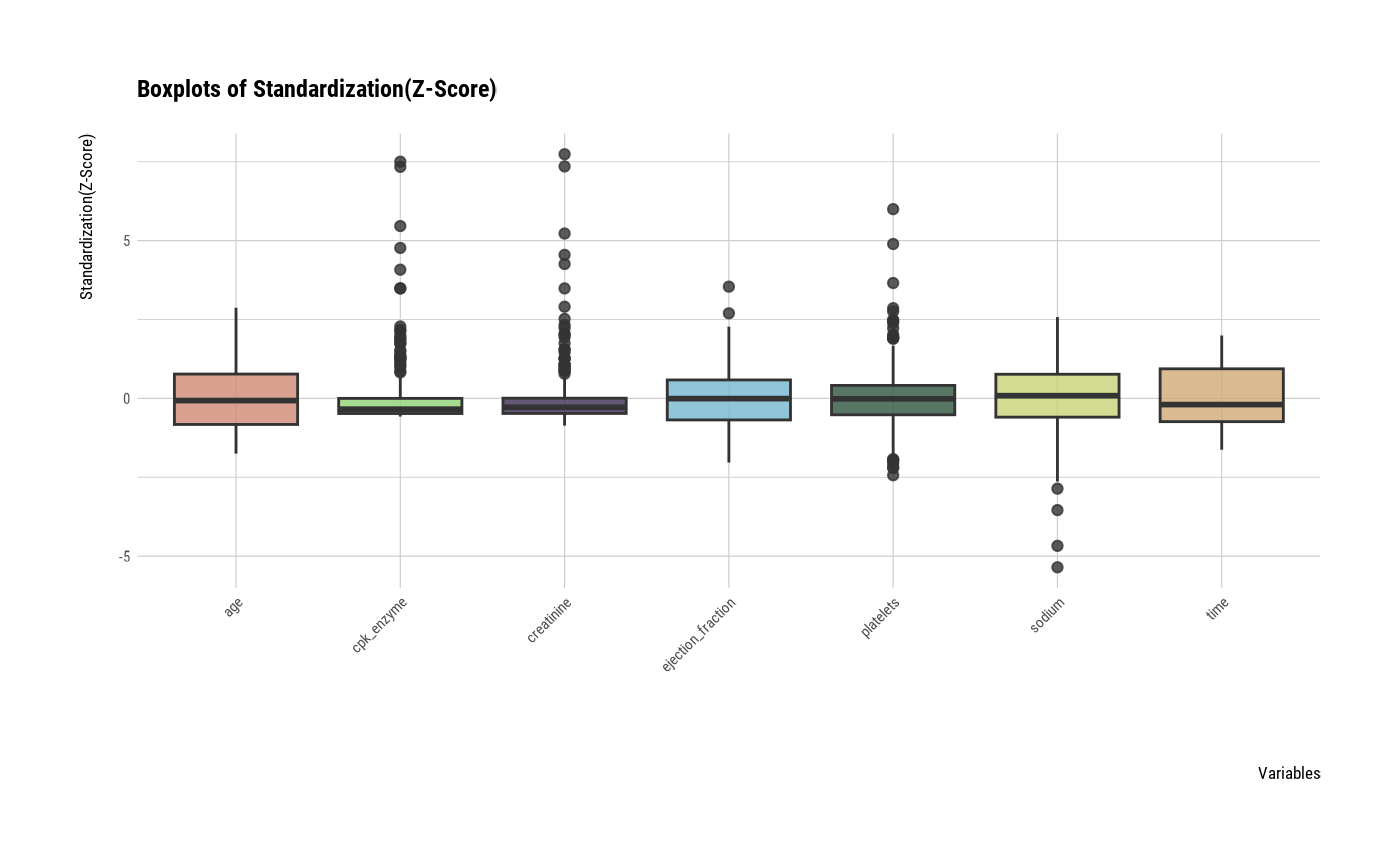 Boxplots of Standardization(Z-Score)
Standardization(Z-Score)
5
0
-5
age
cpk_enzyme
creatinine
ejection_fraction
platelets
sodium
time
Variables